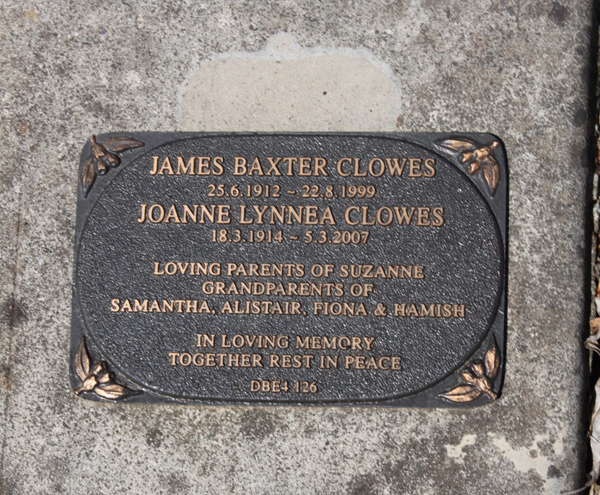 JAMES BAXTER CLOWES
25.6.1912 ~ 22.8.1999
JOANNE LYNNEA CLOWES
18.3.1914 ~ 5.3.2007
LOVING PARENTS OF SUZANNE
GRANDPARENTS OF
SAMANTHA, ALISTAIR, FIONA & HAMISH
IN LOVING MEMORY
TOGETHER REST IN PEACE
DBE4 126